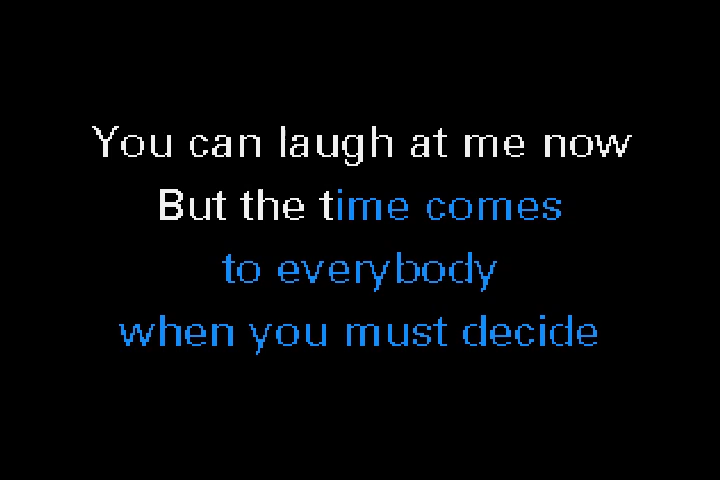 You can laugh at me now
But the time comes
to everybody
when you must decide